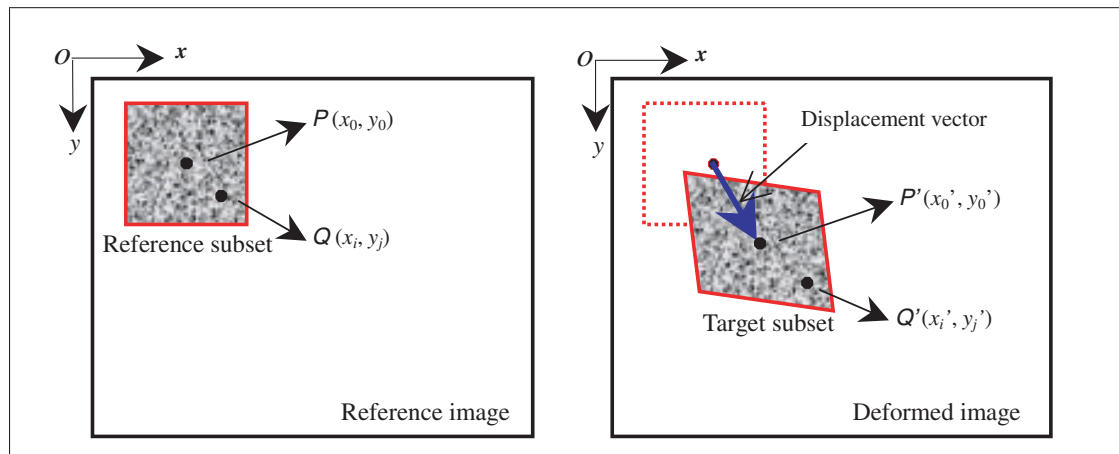 O x
y
P (x₀, y₀)
Q (xᵢ, yⱼ)
Reference subset
Reference image
O x
y
Displacement vector
P’(x₀’, y₀’)
Q’(xᵢ’, yⱼ’)
Target subset
Deformed image